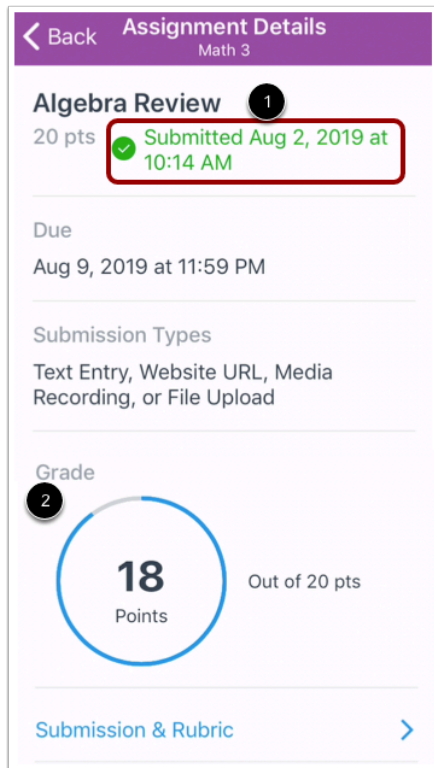 Back
Assignment Details
Math 3
Algebra Review
1
20 pts
Submitted Aug 2, 2019 at
10:14 AM
Due
Aug 9, 2019 at 11:59 PM
Submission Types
Text Entry, Website URL, Media
Recording, or File Upload
Grade
2
18
Points
Out of 20 pts
Submission & Rubric